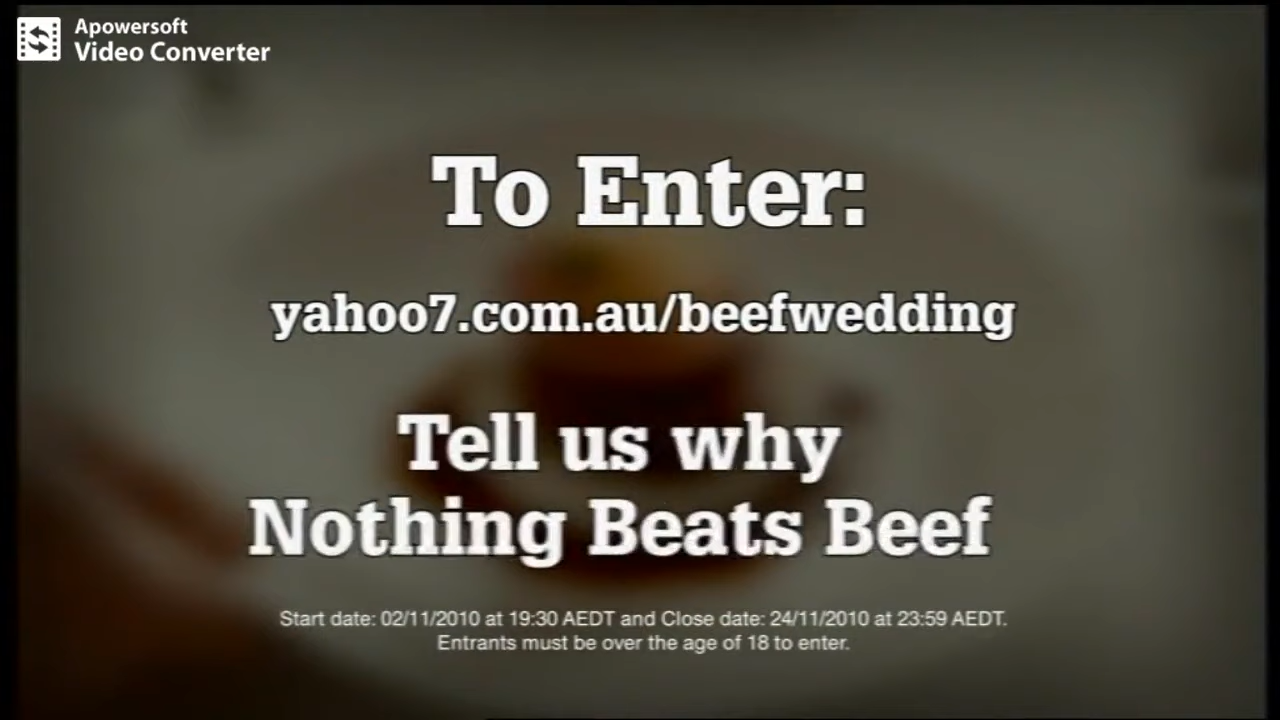 Apowersoft
Video Converter
To Enter:
yahoo7.com.au/beefwedding
Tell us why
Nothing Beats Beef
Start date: 02/11/2010 at 19:30 AEDT and Close date: 24/11/2010 at 23:59 AEDT.
Entrants must be over the age of 18 to enter.